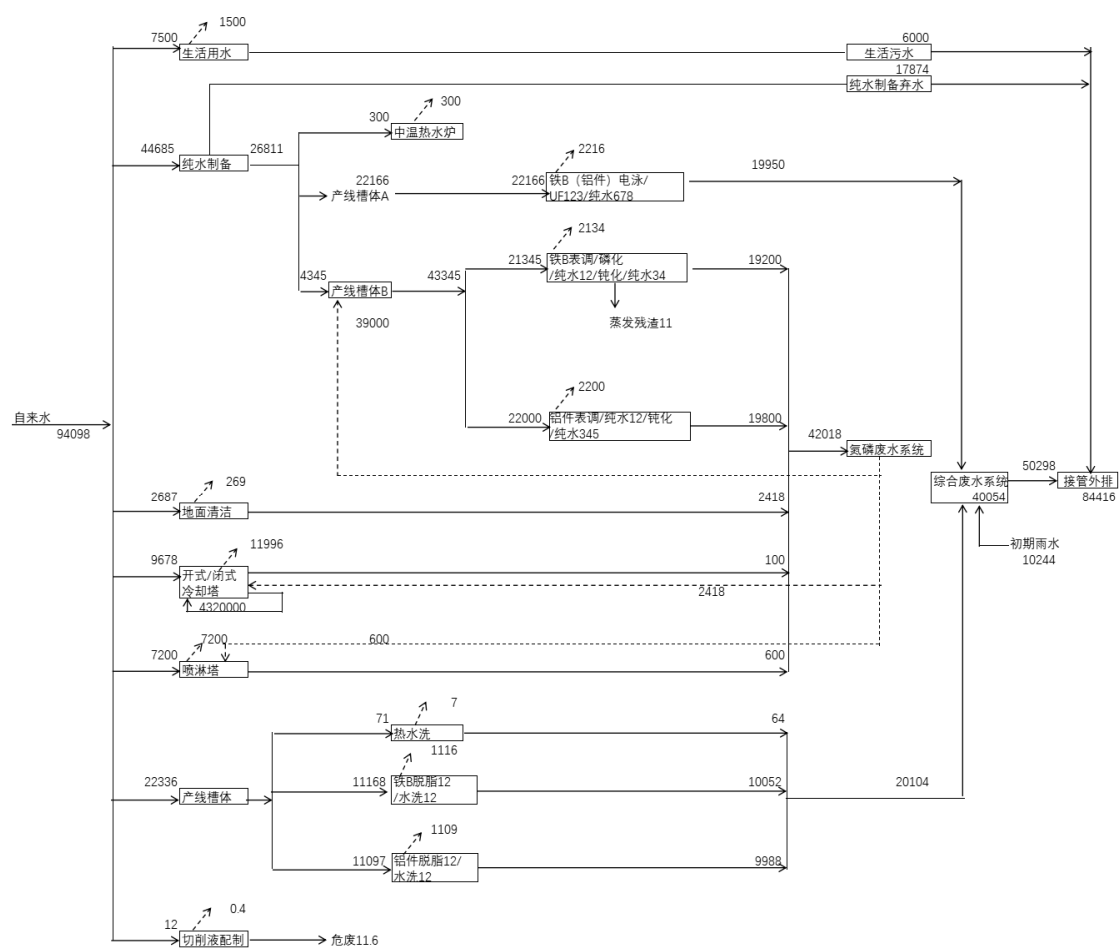 1500
7500
生活用水
6000
生活污水
17874
纯水制备弃水
300
300
中温热水炉
44685
纯水制备
26811
2216
22166
产线槽体A
22166
铁B（铝件）电泳/
UF123/纯水678
19950
2134
4345
产线槽体B
43345
21345
铁B表调/磷化
/纯水12/钝化/纯水34
19200
39000
蒸发残渣11
2200
22000
铝件表调/纯水12/钝化
/纯水345
19800
自来水
94098
42018
氮磷废水系统
综合废水系统
40054
50298
接管外排
84416
269
2687
地面清洁
2418
初期雨水
10244
11996
9678
开式/闭式
冷却塔
4320000
100
2418
7200
600
7200
喷淋塔
600
7
71
热水洗
64
1116
22336
产线槽体
11168
铁B脱脂12
/水洗12
10052
20104
1109
11097
铝件脱脂12/
水洗12
9988
0.4
12
切削液配制
危废11.6